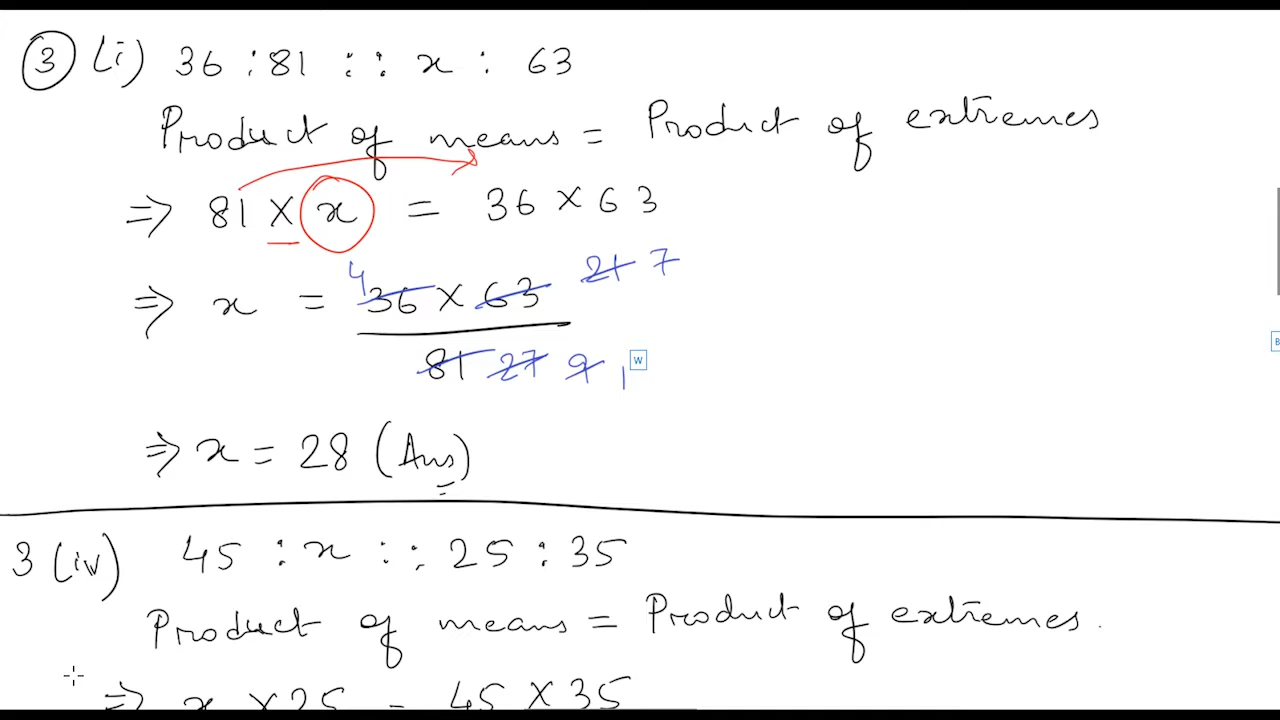 3 (i) 36 : 81 :: x : 63
Product of means = Product of extremes
⇒ 81 × x = 36 × 63
4 21 7
⇒ x = 36 × 63
81 27 9 1
W
B
⇒ x = 28 (Ans)
3 (iv) 45 : x :: 25 : 35
Product of means = Product of extremes.
⇒ x × 25 = 45 × 35